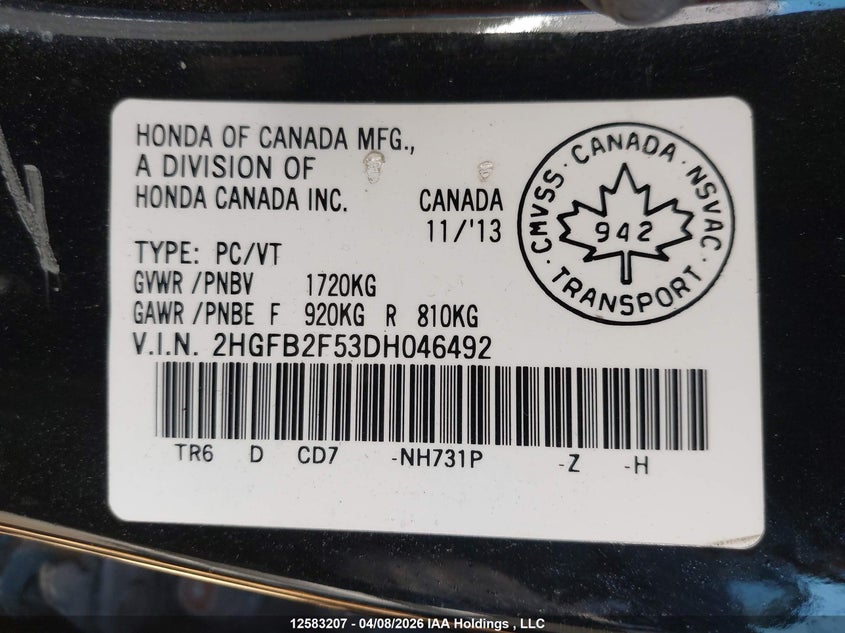 HONDA OF CANADA MFG.,
A DIVISION OF
HONDA CANADA INC. CANADA
11/'13
CMVSS · CANADA · NSVAC · TRANSPORT ·
942
TYPE: PC/VT
GVWR /PNBV 1720KG
GAWR /PNBE F 920KG R 810KG
V.I.N. 2HGFB2F53DH046492
TR6 D CD7 -NH731P -Z -H
12583207 - 04/08/2026 IAA Holdings , LLC